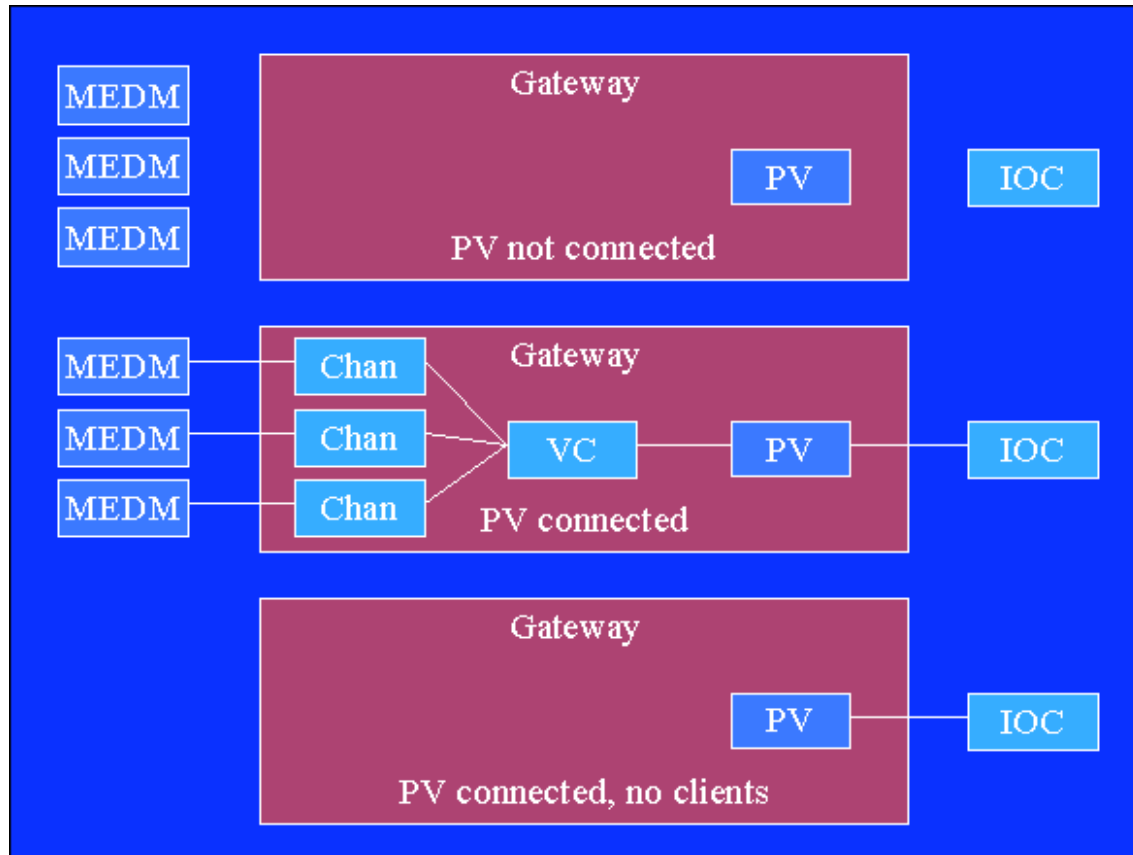 Gateway
MEDM
MEDM
MEDM
PV
IOC
PV not connected
Gateway
MEDM
Chan
MEDM
Chan
VC
PV
IOC
MEDM
Chan
PV connected
Gateway
PV
IOC
PV connected, no clients